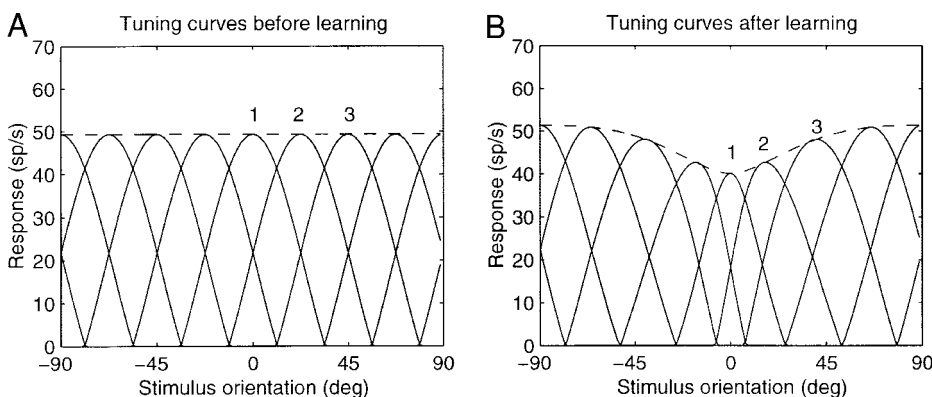 A
Tuning curves before learning
70
60
50
40
30
20
10
0
1 2 3
−90 −45 0 45 90
Response (sp/s)
Stimulus orientation (deg)
B
Tuning curves after learning
70
60
50
40
30
20
10
0
1 2 3
−90 −45 0 45 90
Response (sp/s)
Stimulus orientation (deg)